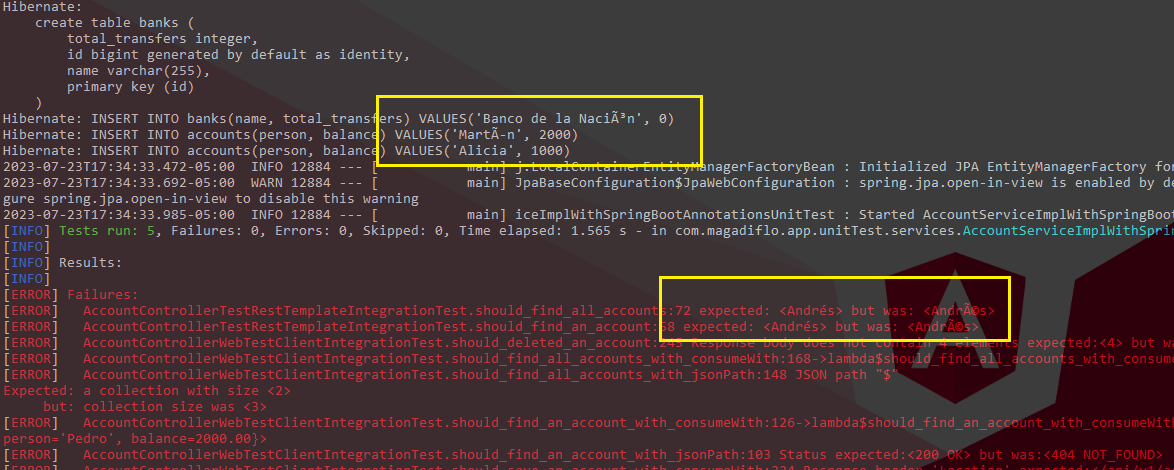 Hibernate:
    create table banks (
        total_transfers integer,
        id bigint generated by default as identity,
        name varchar(255),
        primary key (id)
    )
Hibernate: INSERT INTO banks(name, total_transfers) VALUES('Banco de la NaciÃ³n', 0)
Hibernate: INSERT INTO accounts(person, balance) VALUES('MartÃ-n', 2000)
Hibernate: INSERT INTO accounts(person, balance) VALUES('Alicia', 1000)
2023-07-23T17:34:33.472-05:00  INFO 12884 --- [           main] j.LocalContainerEntityManagerFactoryBean : Initialized JPA EntityManagerFactory for
2023-07-23T17:34:33.692-05:00  WARN 12884 --- [           main] JpaBaseConfiguration$JpaWebConfiguration : spring.jpa.open-in-view is enabled by de
gure spring.jpa.open-in-view to disable this warning
2023-07-23T17:34:33.985-05:00  INFO 12884 --- [           main] iceImplWithSpringBootAnnotationsUnitTest : Started AccountServiceImplWithSpringBoot
[INFO] Tests run: 5, Failures: 0, Errors: 0, Skipped: 0, Time elapsed: 1.565 s - in com.magadiflo.app.unitTest.services.AccountServiceImplWithSprin
[INFO]
[INFO] Results:
[INFO]
[ERROR] Failures:
[ERROR]   AccountControllerTestRestTemplateIntegrationTest.should_find_all_accounts:72 expected: <Andrés> but was: <AndrÃ©s>
[ERROR]   AccountControllerTestRestTemplateIntegrationTest.should_find_an_account:58 expected: <Andrés> but was: <AndrÃ©s>
[ERROR]   AccountControllerWebTestClientIntegrationTest.should_deleted_an_account:245 Response body does not contain 4 elements expected:<4> but wa
[ERROR]   AccountControllerWebTestClientIntegrationTest.should_find_all_accounts_with_consumeWith:168->lambda$should_find_all_accounts_with_consume
[ERROR]   AccountControllerWebTestClientIntegrationTest.should_find_all_accounts_with_jsonPath:148 JSON path "$"
Expected: a collection with size <2>
     but: collection size was <3>
[ERROR]   AccountControllerWebTestClientIntegrationTest.should_find_an_account_with_consumeWith:126->lambda$should_find_an_account_with_consumeWith
person='Pedro', balance=2000.00}>
[ERROR]   AccountControllerWebTestClientIntegrationTest.should_find_an_account_with_jsonPath:103 Status expected:<200 OK> but was:<404 NOT_FOUND>